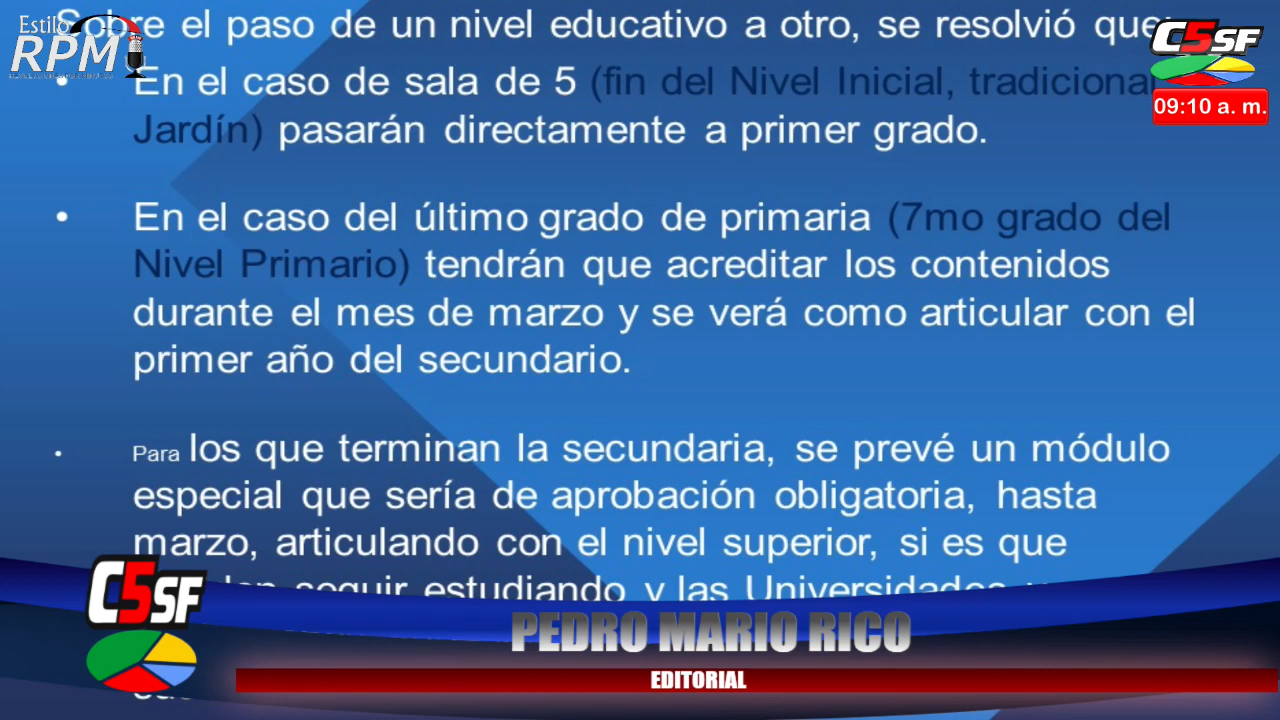 Sobre el paso de un nivel educativo a otro, se resolvió que:
Estilo
RPM
C5SF
• En el caso de sala de 5 (fin del Nivel Inicial, tradicional
Jardín) pasarán directamente a primer grado.
09:10 a. m.
• En el caso del último grado de primaria (7mo grado del
Nivel Primario) tendrán que acreditar los contenidos
durante el mes de marzo y se verá como articular con el
primer año del secundario.
• Para los que terminan la secundaria, se prevé un módulo
especial que sería de aprobación obligatoria, hasta
marzo, articulando con el nivel superior, si es que
seguir estudiando y las Universidades
C5SF
PEDRO MARIO RICO
EDITORIAL